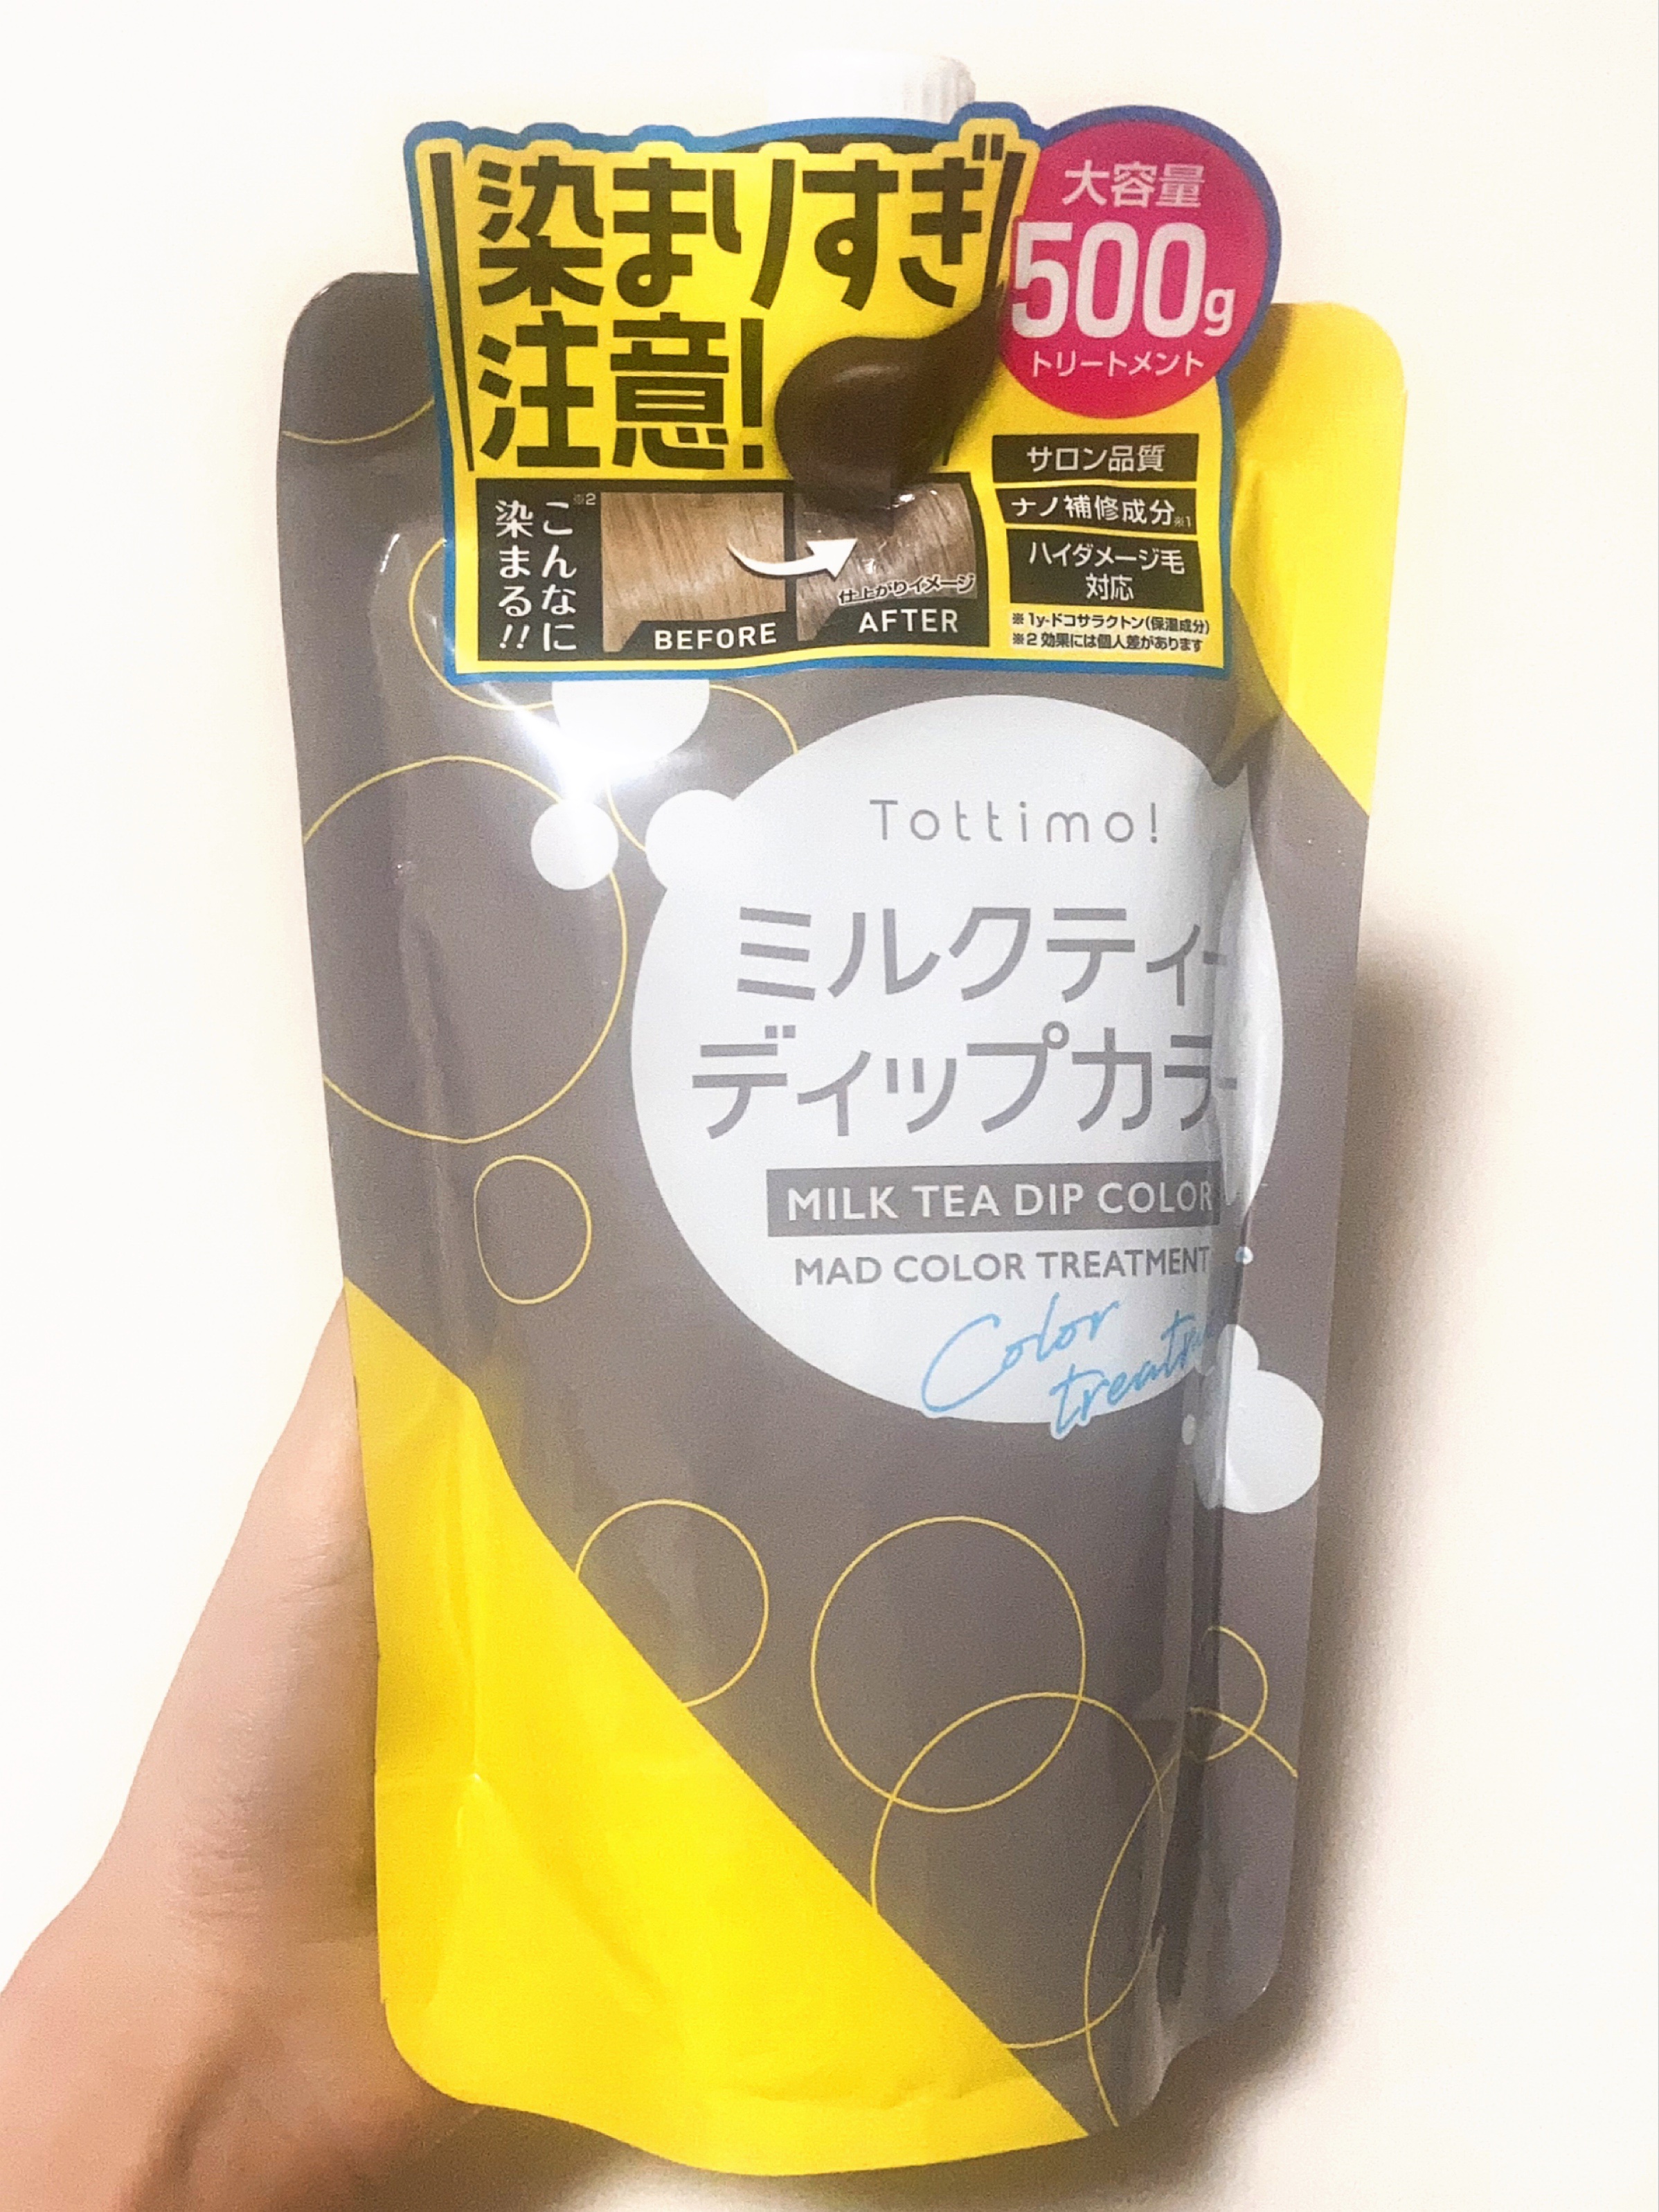 染まりすぎ
注意!
大容量
500g
トリートメント
サロン品質
ナノ補修成分※1
ハイダメージ毛
対応
※1y-ドコサラクトン(保湿成分)
※2 効果には個人差があります
こんなに※2
染まる!!
BEFORE
仕上がりイメージ
AFTER
Tottimo!
ミルクティー
ディップカラー
MILK TEA DIP COLOR
MAD COLOR TREATMENT
Color